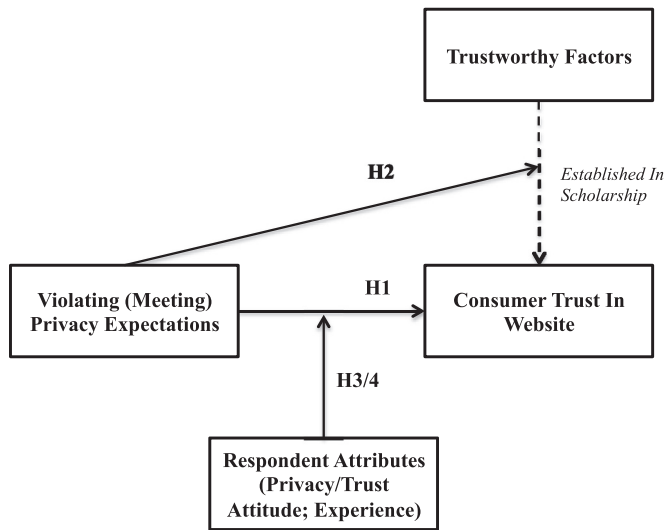 Trustworthy Factors
H2
Established In
Scholarship
Violating (Meeting)
Privacy Expectations
H1
Consumer Trust In
Website
H3/4
Respondent Attributes
(Privacy/Trust
Attitude; Experience)